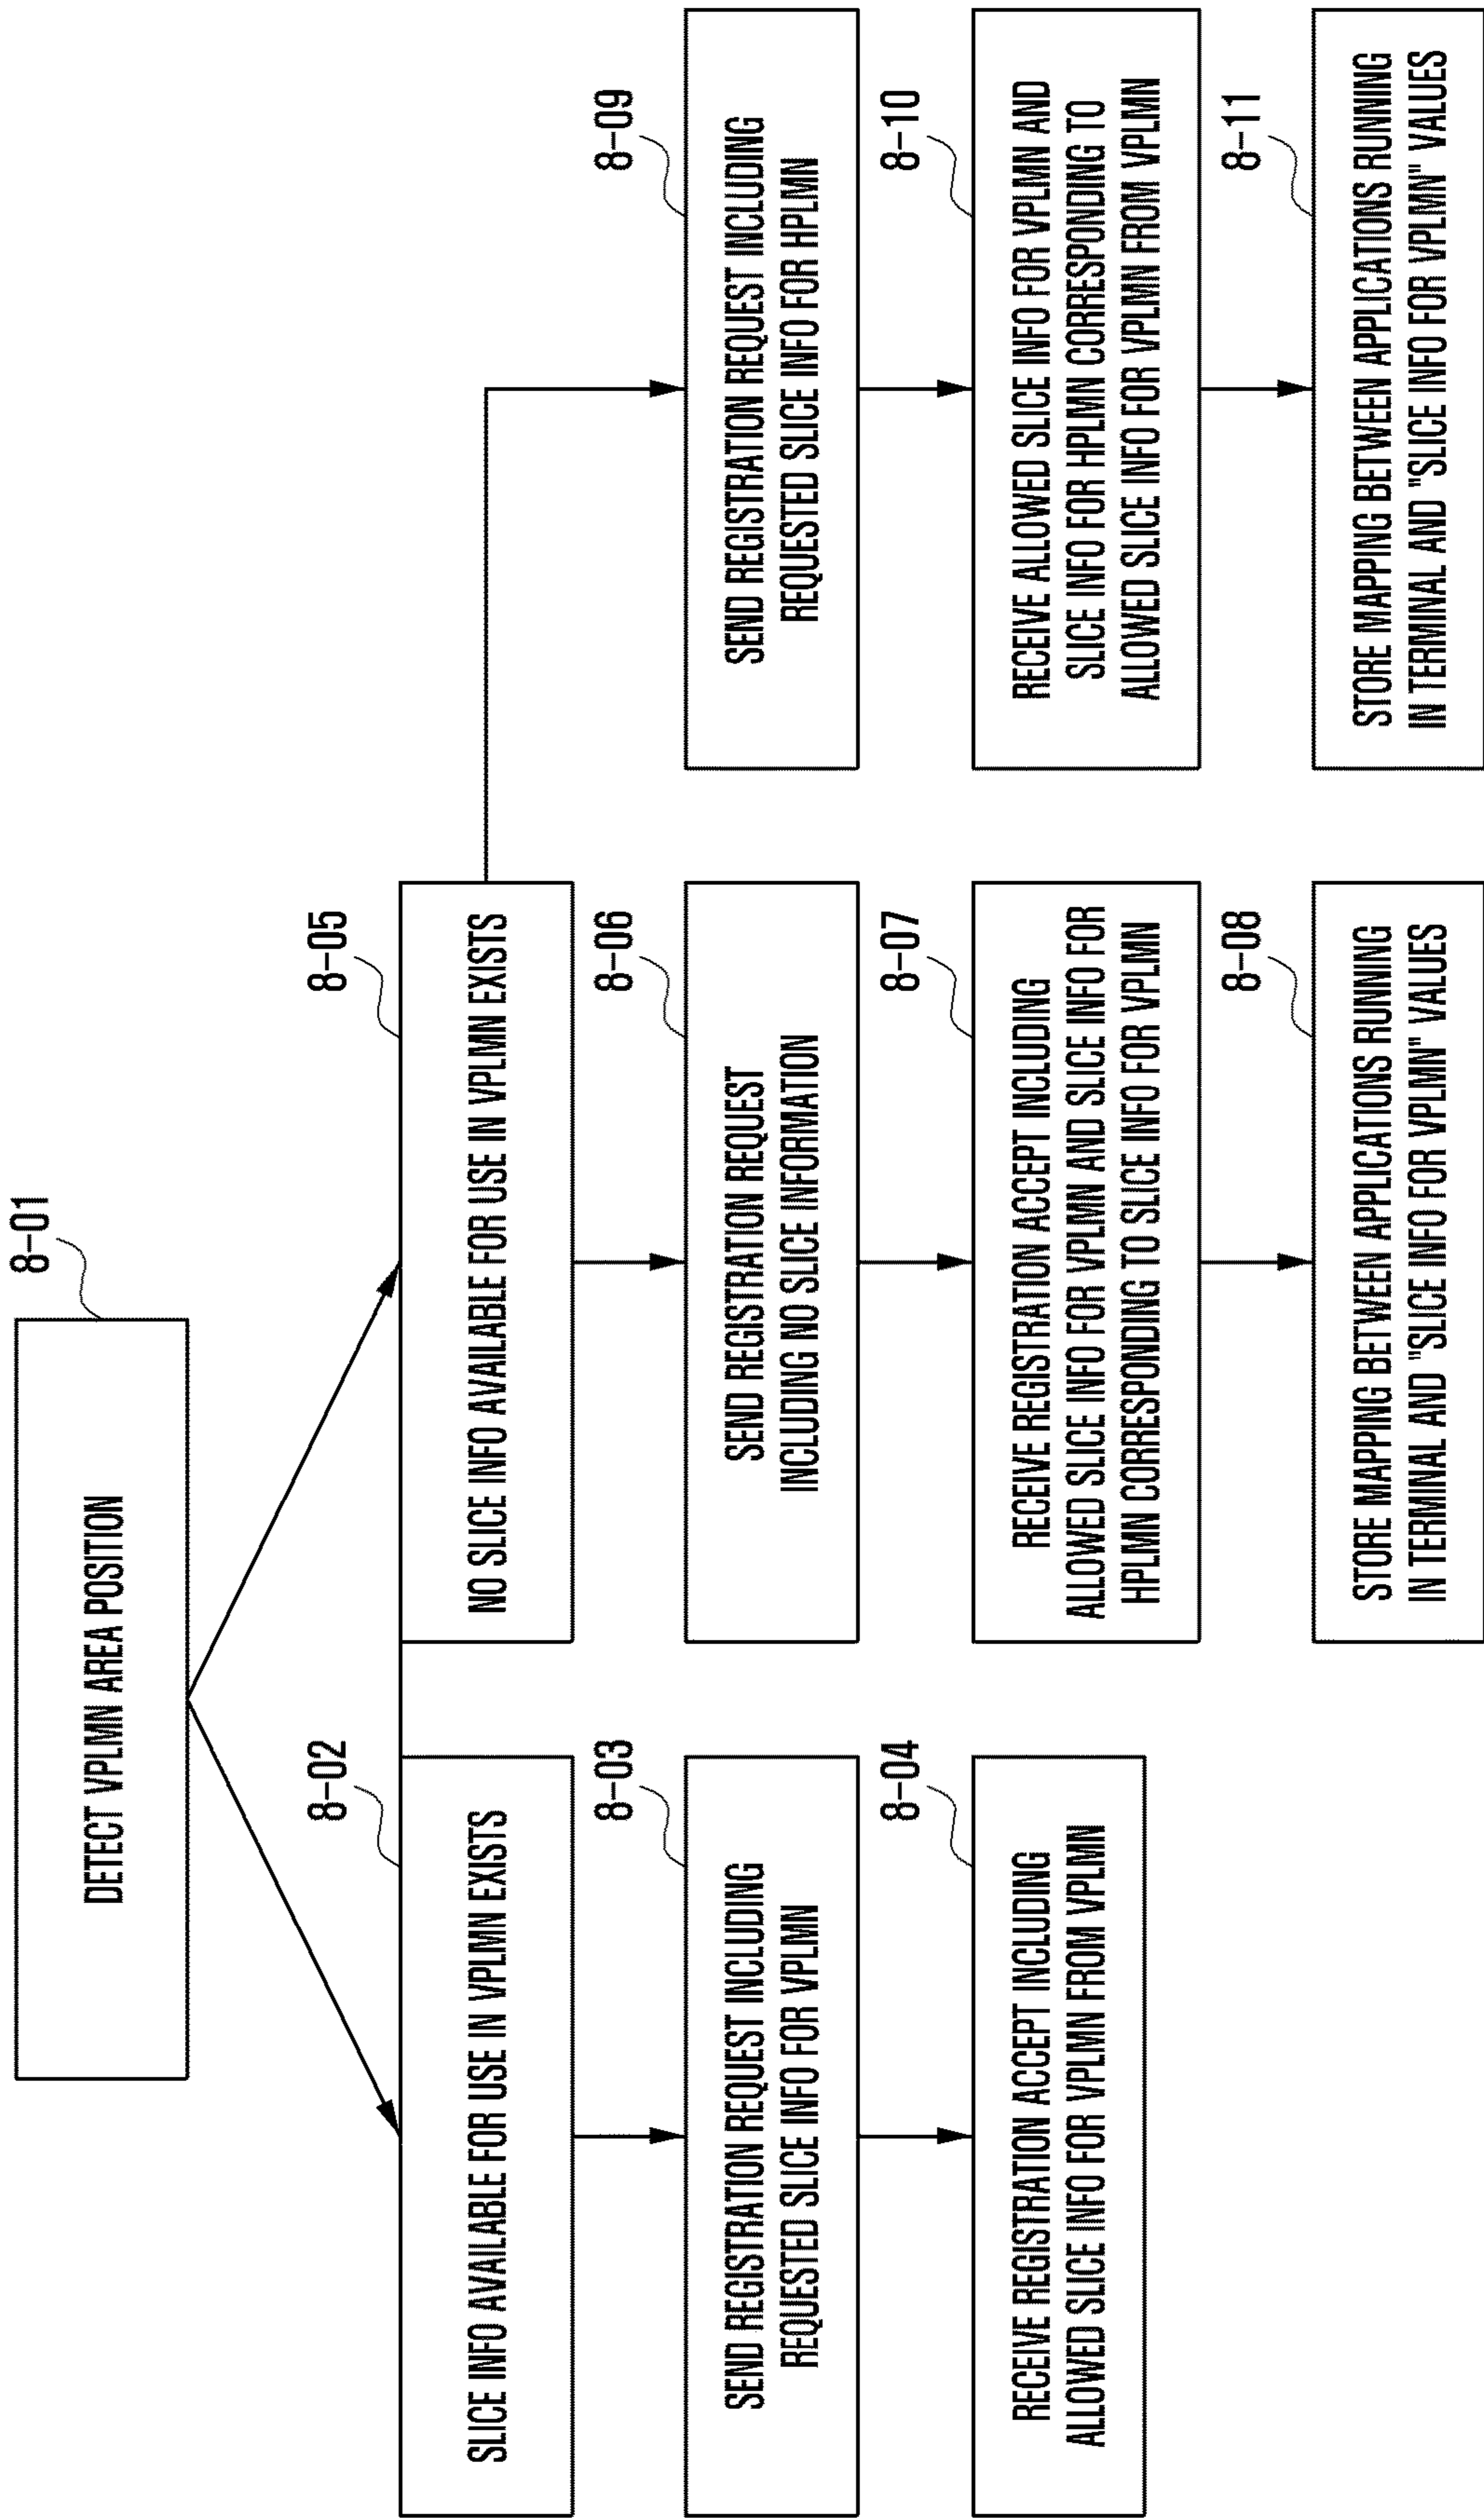 8-01
DETECT VPLMN AREA POSITION
8-02
SLICE INFO AVAILABLE FOR USE IN VPLMN EXISTS
8-03
SEND REGISTRATION REQUEST INCLUDING
REQUESTED SLICE INFO FOR VPLMN
8-04
RECEIVE REGISTRATION ACCEPT INCLUDING
ALLOWED SLICE INFO FOR VPLMN FROM VPLMN
8-05
NO SLICE INFO AVAILABLE FOR USE IN VPLMN EXISTS
8-06
SEND REGISTRATION REQUEST
INCLUDING NO SLICE INFORMATION
8-07
RECEIVE REGISTRATION ACCEPT INCLUDING
ALLOWED SLICE INFO FOR VPLMN AND SLICE INFO FOR
HPLMN CORRESPONDING TO SLICE INFO FOR VPLMN
8-08
STORE MAPPING BETWEEN APPLICATIONS RUNNING
IN TERMINAL AND "SLICE INFO FOR VPLMN" VALUES
8-09
SEND REGISTRATION REQUEST INCLUDING
REQUESTED SLICE INFO FOR HPLMN
8-10
RECEIVE ALLOWED SLICE INFO FOR VPLMN AND
SLICE INFO FOR HPLMN CORRESPONDING TO
ALLOWED SLICE INFO FOR VPLMN FROM VPLMN
8-11
STORE MAPPING BETWEEN APPLICATIONS RUNNING
IN TERMINAL AND "SLICE INFO FOR VPLMN" VALUES